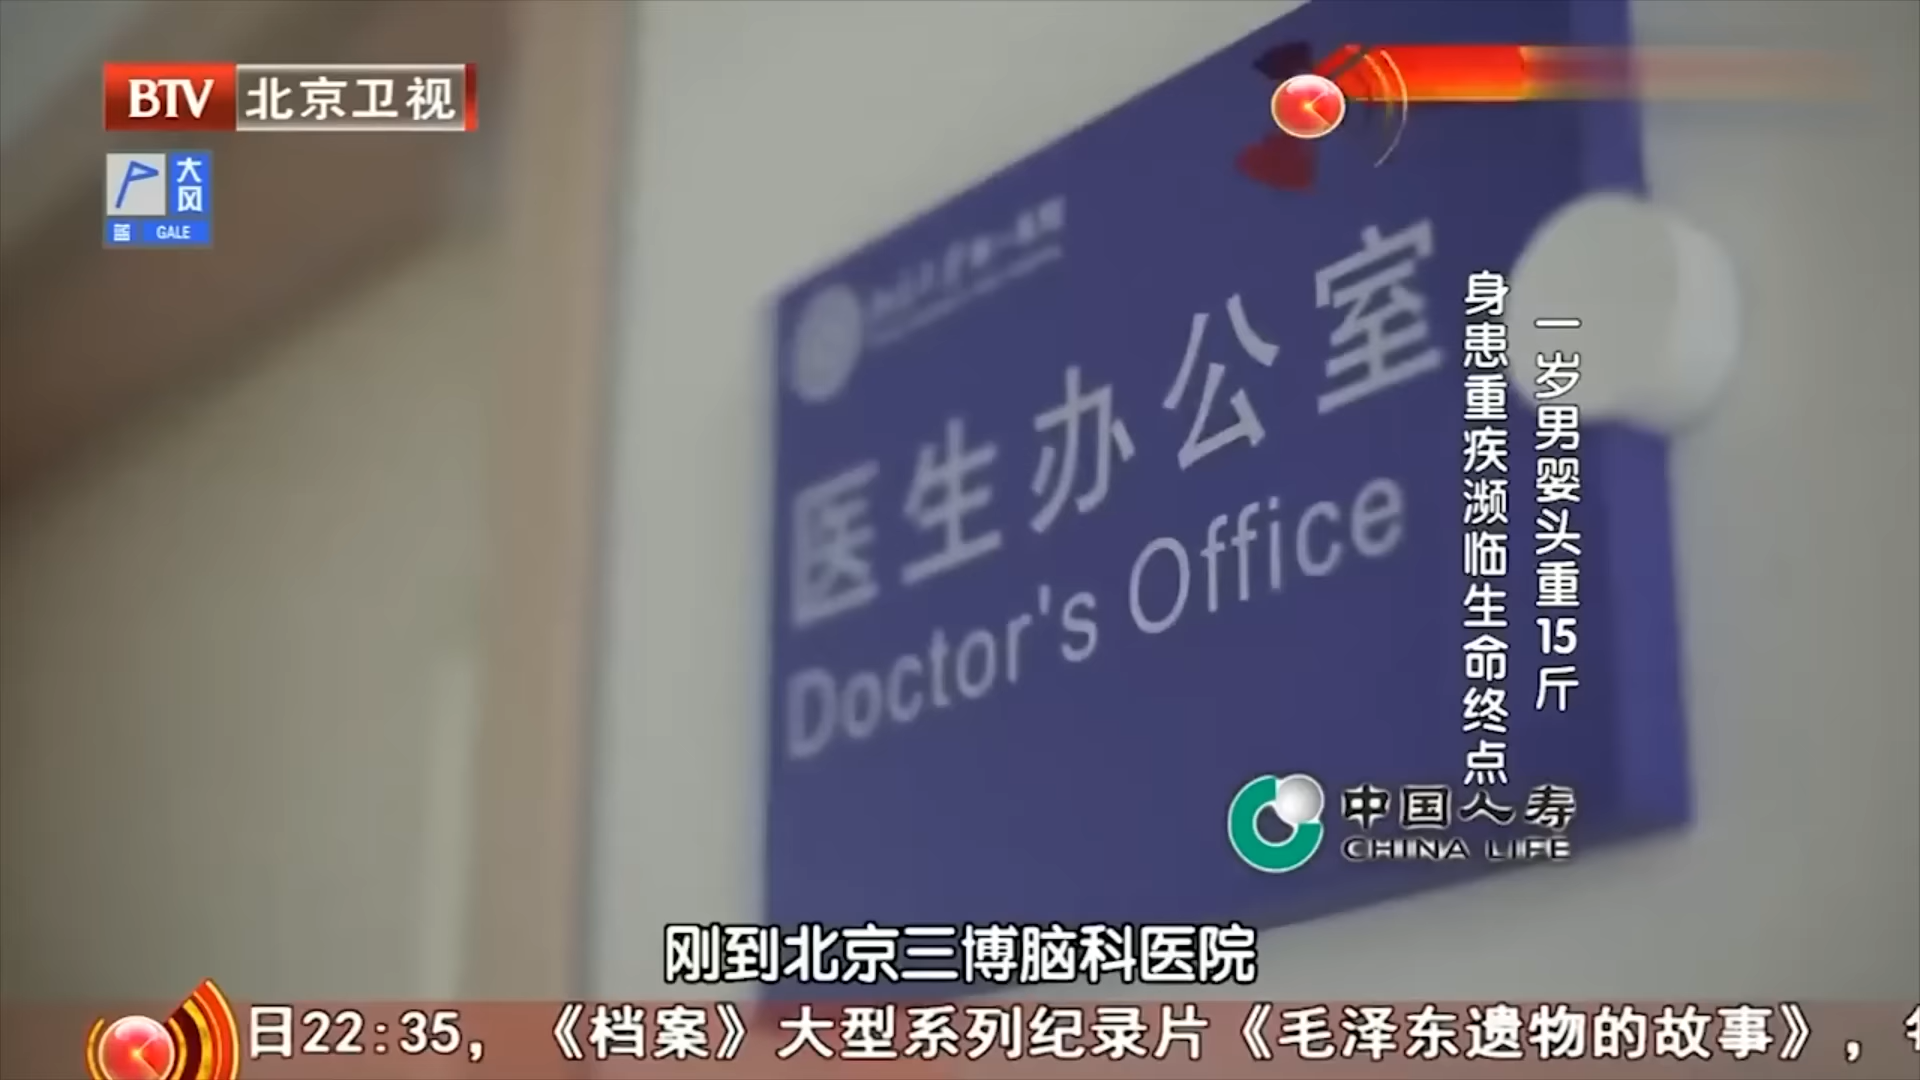 BTV 北京卫视
大风
蓝 GALE
医生办公室
Doctor's Office
一岁男婴头重15斤
身患重疾濒临生命终点
中国人寿
CHINA LIFE
刚到北京三博脑科医院
日22:35，《档案》大型系列纪录片《毛泽东遗物的故事》，